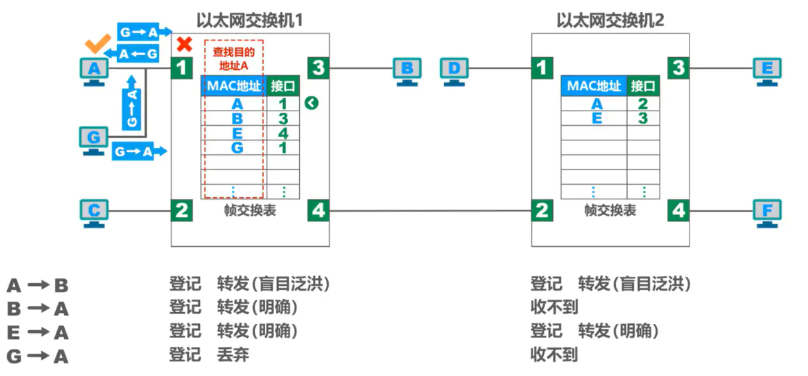 以太网交换机1
以太网交换机2
G→A
A←G
查找目的
地址A
A
1
3
B
D
1
3
E
MAC地址 接口
A 1
B 3
E 4
G 1
⋮ ⋮
MAC地址 接口
A 2
E 3
⋮ ⋮
G→A
G
G→A
C
2
帧交换表
4
2
帧交换表
4
F
A→B 登记 转发(盲目泛洪) 登记 转发(盲目泛洪)
B→A 登记 转发(明确) 收不到
E→A 登记 转发(明确) 登记 转发(明确)
G→A 登记 丢弃 收不到